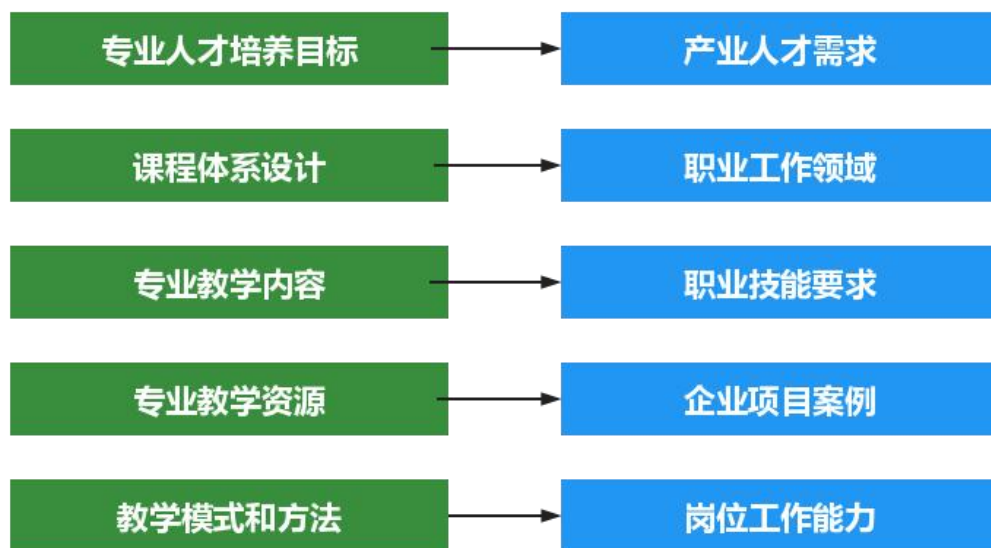 专业人才培养目标 产业人才需求
课程体系设计 职业工作领域
专业教学内容 职业技能要求
专业教学资源 企业项目案例
教学模式和方法 岗位工作能力